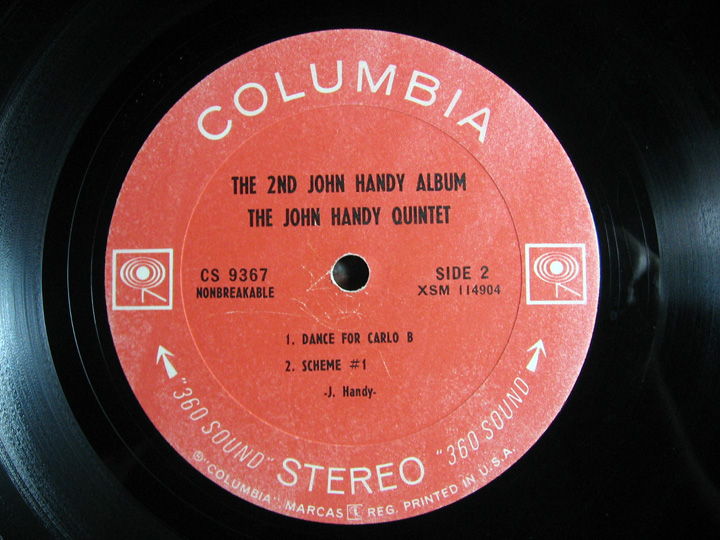 COLUMBIA
THE 2ND JOHN HANDY ALBUM
THE JOHN HANDY QUINTET
CS 9367
NONBREAKABLE
SIDE 2
XSM 114904
1. DANCE FOR CARLO B
2. SCHEME #1
-J. Handy-
"360 SOUND" STEREO "360 SOUND"
©"COLUMBIA", MARCAS REG. PRINTED IN U.S.A.